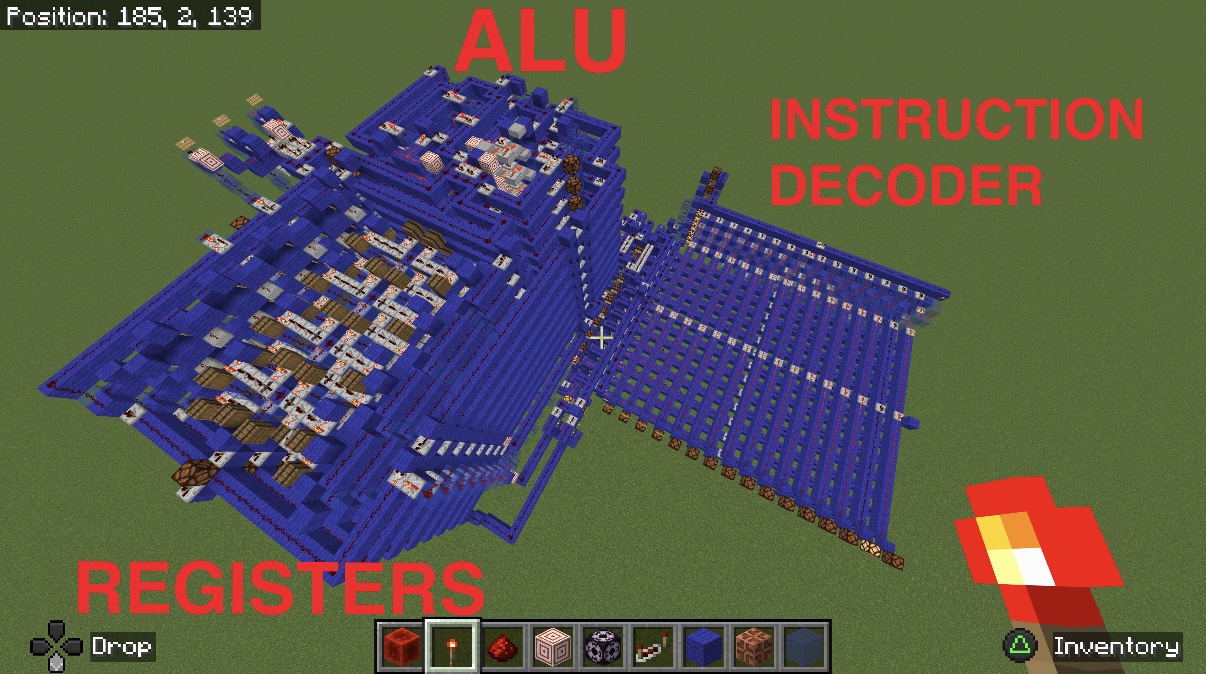 Position: 185, 2, 139
ALU
INSTRUCTION
DECODER
REGISTERS
Drop
Inventory